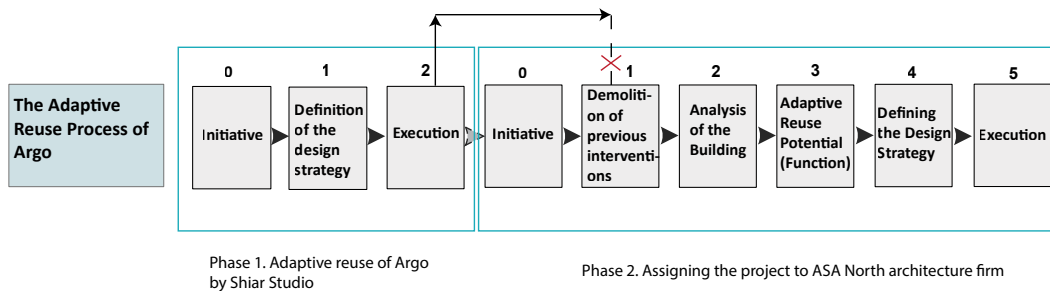 The Adaptive
Reuse Process of
Argo
0
1
2
Initiative
Definition
of the
design
strategy
Execution
0
1
2
3
4
5
Initiative
Demoliti-
on of
previous
interventi-
ons
Analysis
of the
Building
Adaptive
Reuse
Potential
(Function)
Defining
the Design
Strategy
Execution
Phase 1. Adaptive reuse of Argo
by Shiar Studio
Phase 2. Assigning the project to ASA North architecture firm